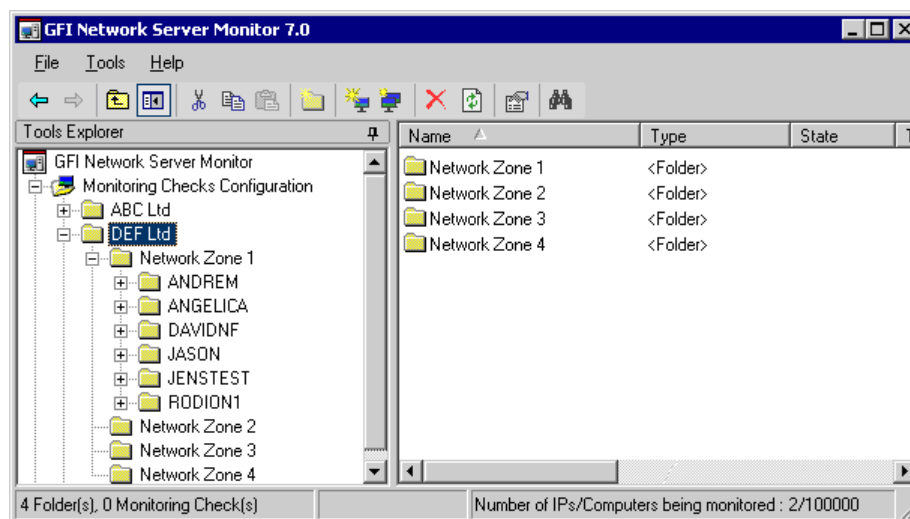 GFI Network Server Monitor 7.0
File Tools Help
Tools Explorer
GFI Network Server Monitor
Monitoring Checks Configuration
ABC Ltd
DEF Ltd
Network Zone 1
ANDREM
ANGELICA
DAVIDNF
JASON
JENSTEST
RODION1
Network Zone 2
Network Zone 3
Network Zone 4
Name Type State
Network Zone 1 <Folder>
Network Zone 2 <Folder>
Network Zone 3 <Folder>
Network Zone 4 <Folder>
4 Folder(s), 0 Monitoring Check(s)
Number of IPs/Computers being monitored : 2/100000